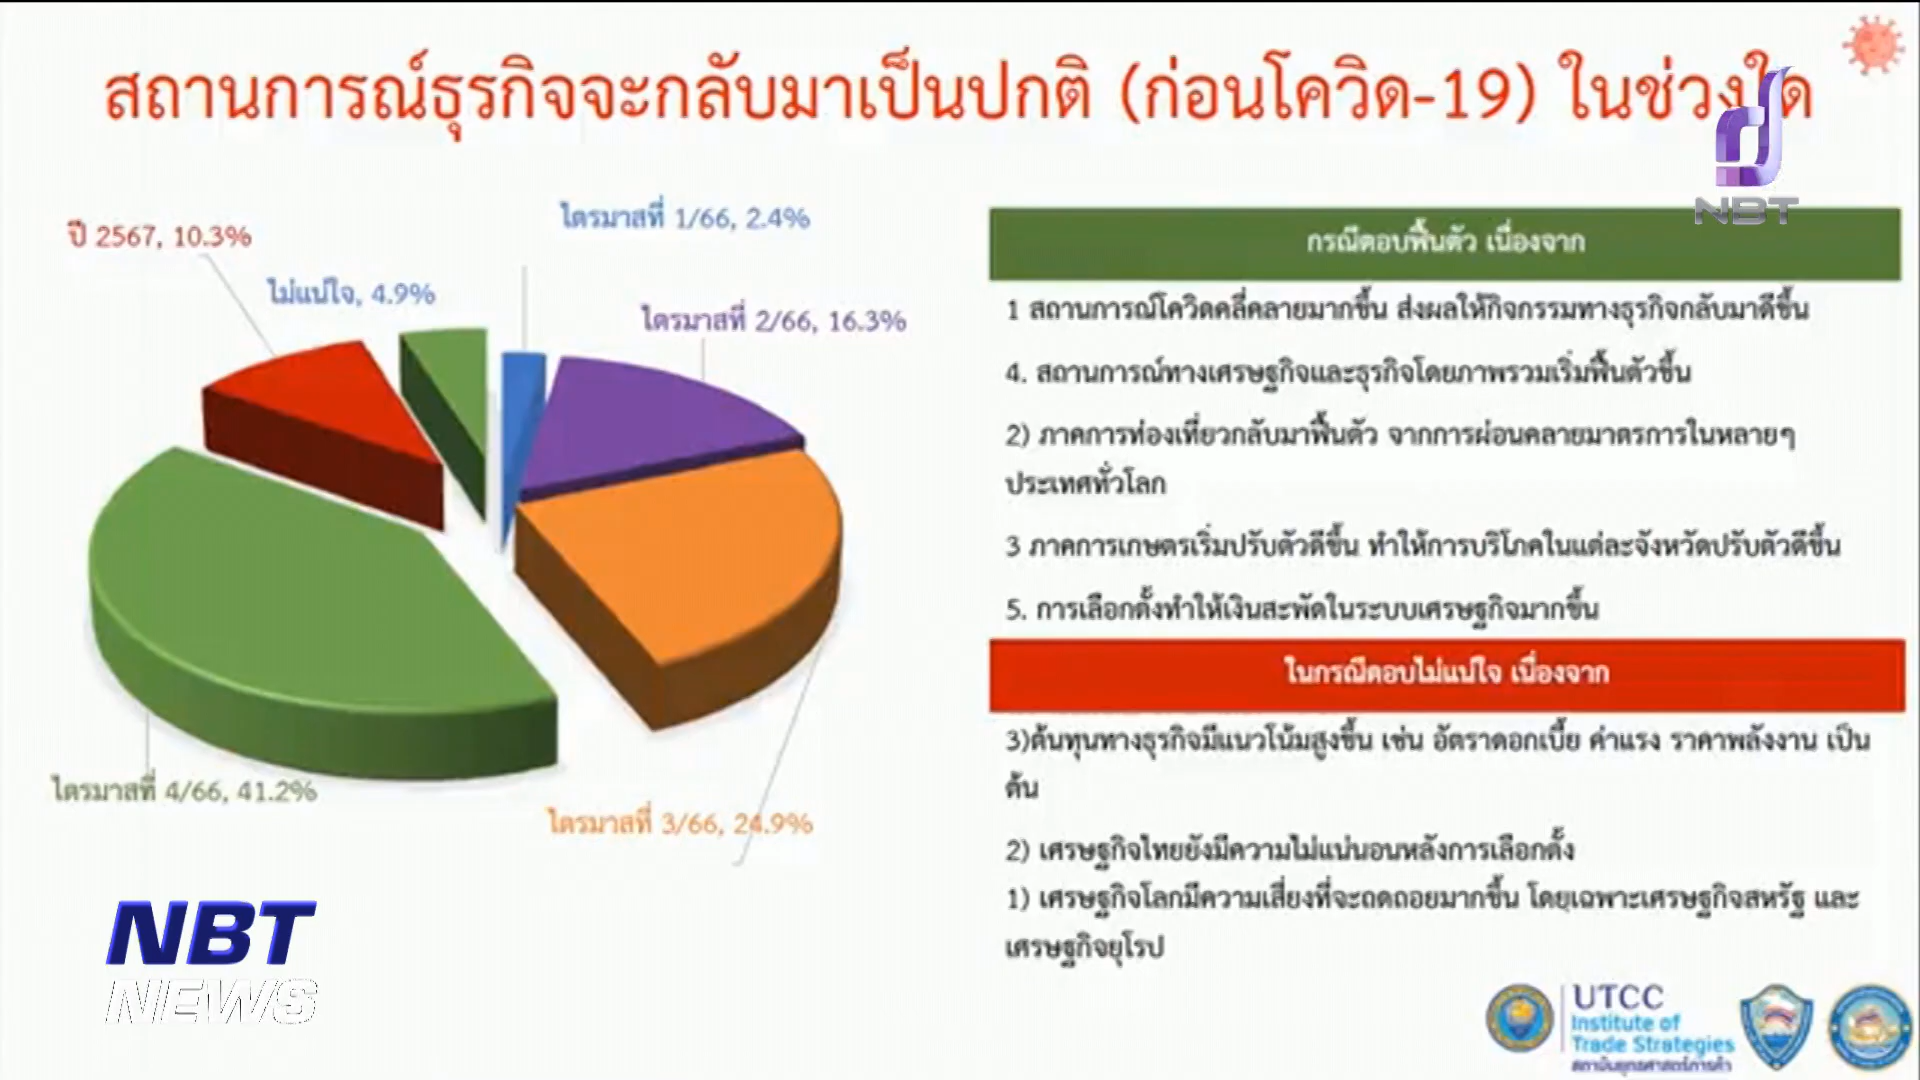 สถานการณ์ธุรกิจจะกลับมาเป็นปกติ (ก่อนโควิด-19) ในช่วงใด
NBT
ปี 2567, 10.3%
ไม่แน่ใจ, 4.9%
ไตรมาสที่ 1/66, 2.4%
ไตรมาสที่ 2/66, 16.3%
ไตรมาสที่ 4/66, 41.2%
ไตรมาสที่ 3/66, 24.9%
กรณีตอบฟื้นตัว เนื่องจาก
1 สถานการณ์โควิดคลี่คลายมากขึ้น ส่งผลให้กิจกรรมทางธุรกิจกลับมาดีขึ้น
4. สถานการณ์ทางเศรษฐกิจและธุรกิจโดยภาพรวมเริ่มฟื้นตัวขึ้น
2) ภาคการท่องเที่ยวกลับมาฟื้นตัว จากการผ่อนคลายมาตรการในหลายๆ
ประเทศทั่วโลก
3 ภาคการเกษตรเริ่มปรับตัวดีขึ้น ทำให้การบริโภคในแต่ละจังหวัดปรับตัวดีขึ้น
5. การเลือกตั้งทำให้เงินสะพัดในระบบเศรษฐกิจมากขึ้น
ในกรณีตอบไม่แน่ใจ เนื่องจาก
3)ต้นทุนทางธุรกิจมีแนวโน้มสูงขึ้น เช่น อัตราดอกเบี้ย ค่าแรง ราคาพลังงาน เป็น
ต้น
2) เศรษฐกิจไทยยังมีความไม่แน่นอนหลังการเลือกตั้ง
1) เศรษฐกิจโลกมีความเสี่ยงที่จะถดถอยมากขึ้น โดยเฉพาะเศรษฐกิจสหรัฐ และ
เศรษฐกิจยุโรป
NBT
NEWS
UTCC
Institute of
Trade Strategies
สถาบันยุทธศาสตร์การค้า